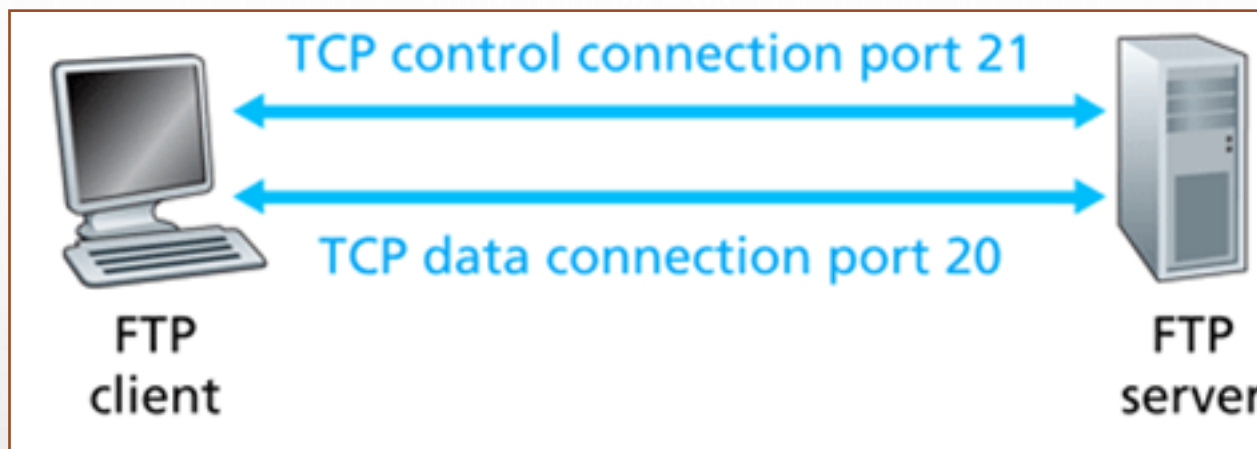 TCP control connection port 21
TCP data connection port 20
FTP
client
FTP
server